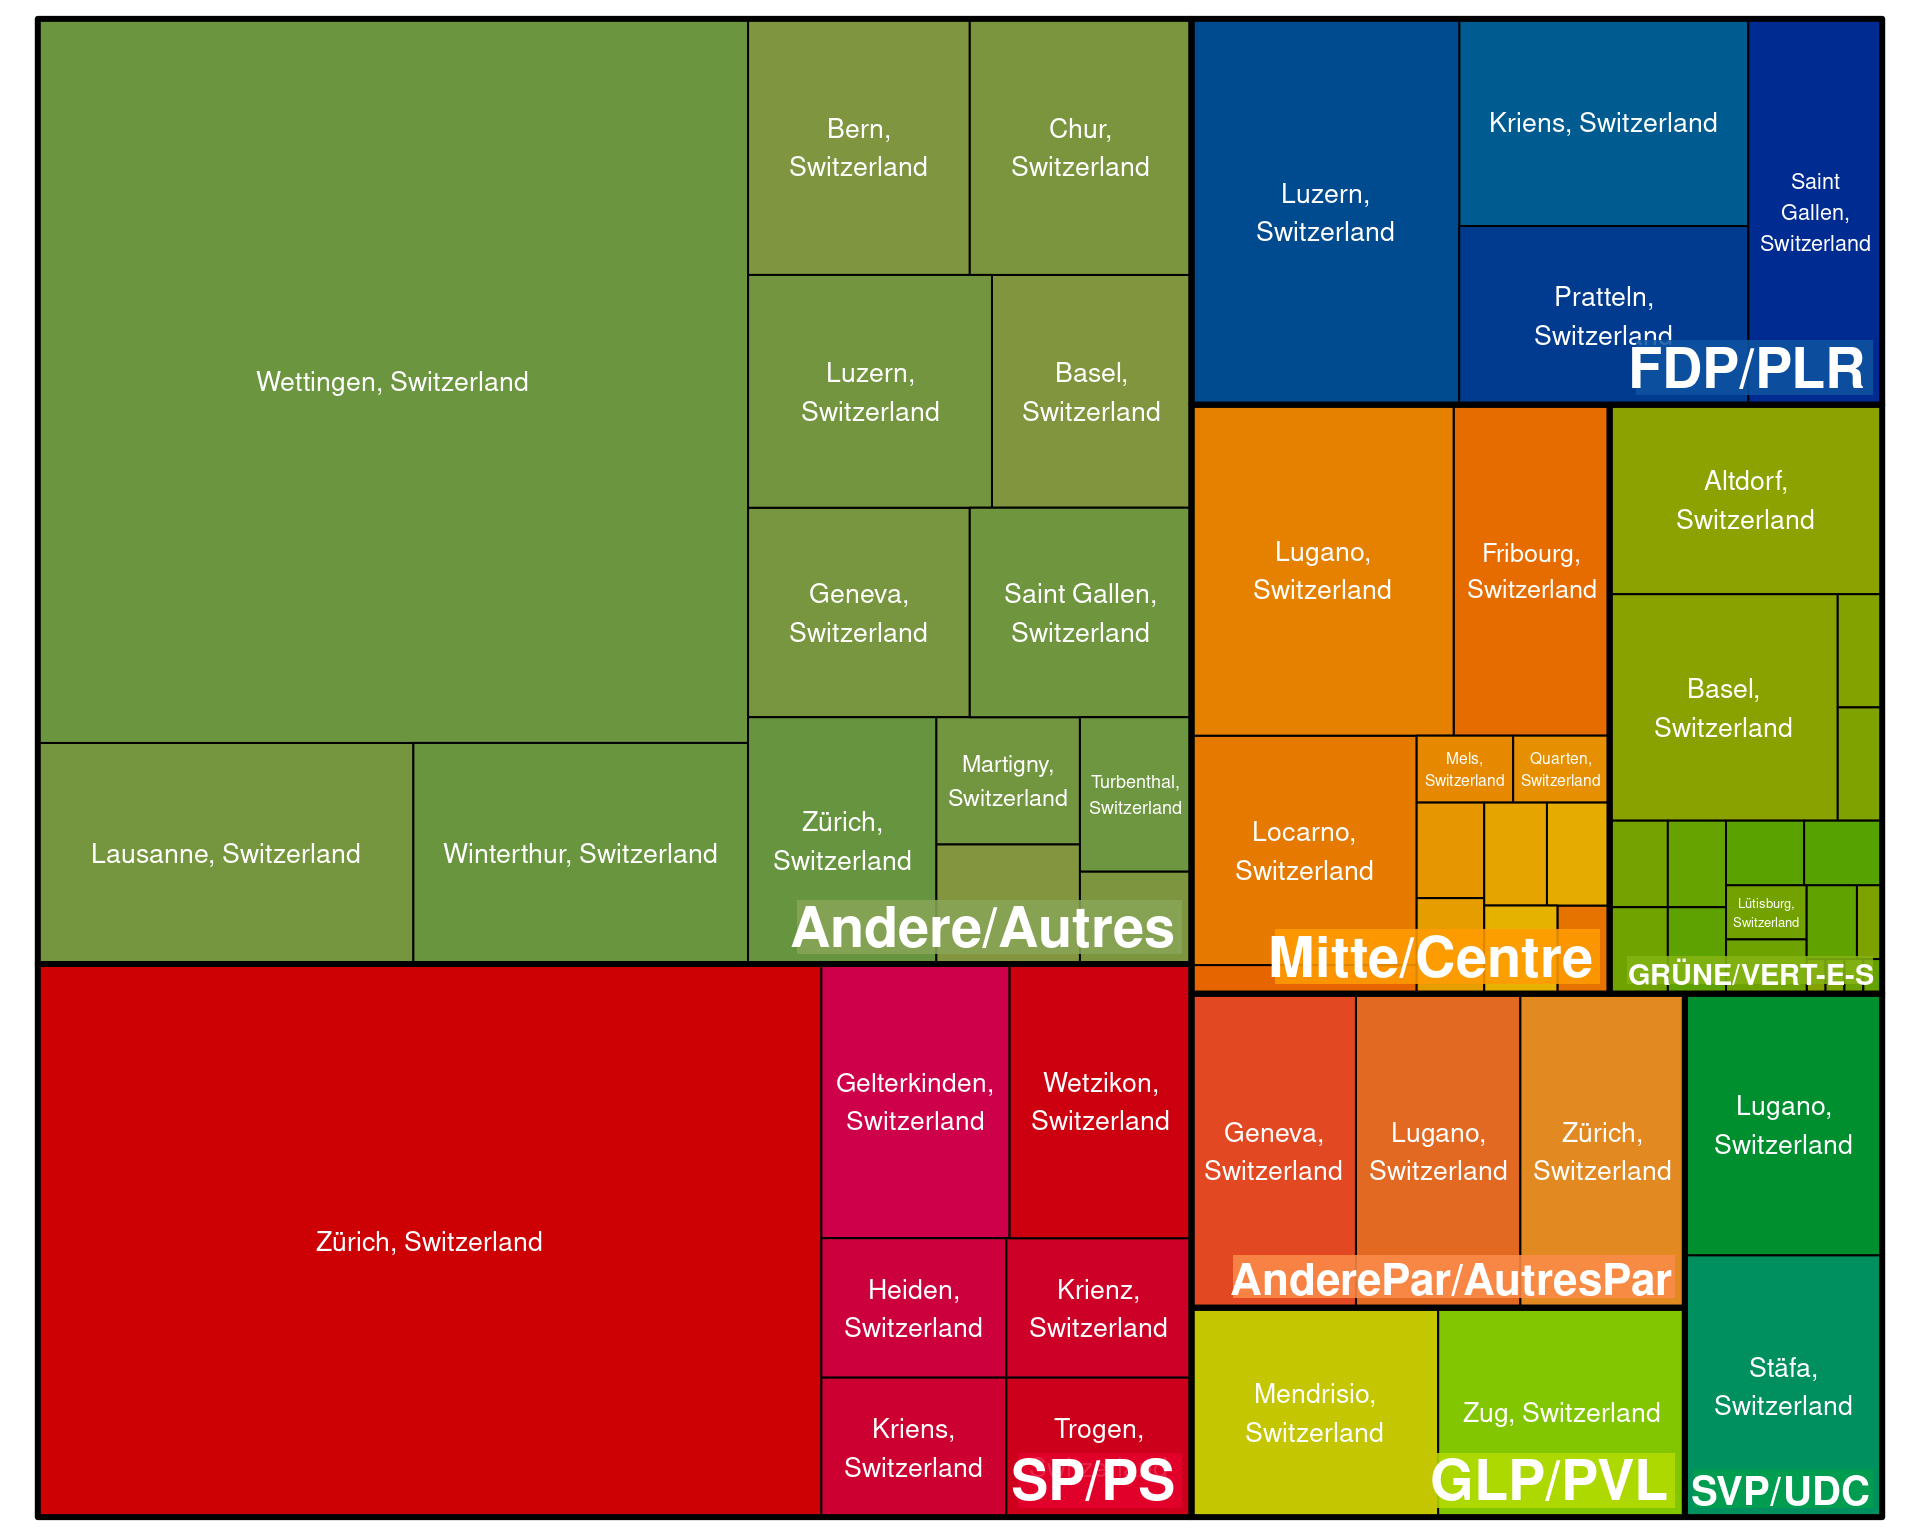 Wettingen, Switzerland
Lausanne, Switzerland
Winterthur, Switzerland
Bern,
Switzerland
Chur,
Switzerland
Luzern,
Switzerland
Basel,
Switzerland
Geneva,
Switzerland
Saint Gallen,
Switzerland
Zürich,
Switzerland
Martigny,
Switzerland
Turbenthal,
Switzerland
Andere/Autres
Zürich, Switzerland
Gelterkinden,
Switzerland
Wetzikon,
Switzerland
Heiden,
Switzerland
Krienz,
Switzerland
Kriens,
Switzerland
Trogen,
SP/PS
Luzern,
Switzerland
Kriens, Switzerland
Pratteln,
Switzerland
Saint
Gallen,
Switzerland
FDP/PLR
Lugano,
Switzerland
Fribourg,
Switzerland
Locarno,
Switzerland
Mels,
Switzerland
Quarten,
Switzerland
Mitte/Centre
Altdorf,
Switzerland
Basel,
Switzerland
Lütisburg,
Switzerland
GRÜNE/VERT-E-S
Geneva,
Switzerland
Lugano,
Switzerland
Zürich,
Switzerland
AnderePar/AutresPar
Mendrisio,
Switzerland
Zug, Switzerland
GLP/PVL
Lugano,
Switzerland
Stäfa,
Switzerland
SVP/UDC